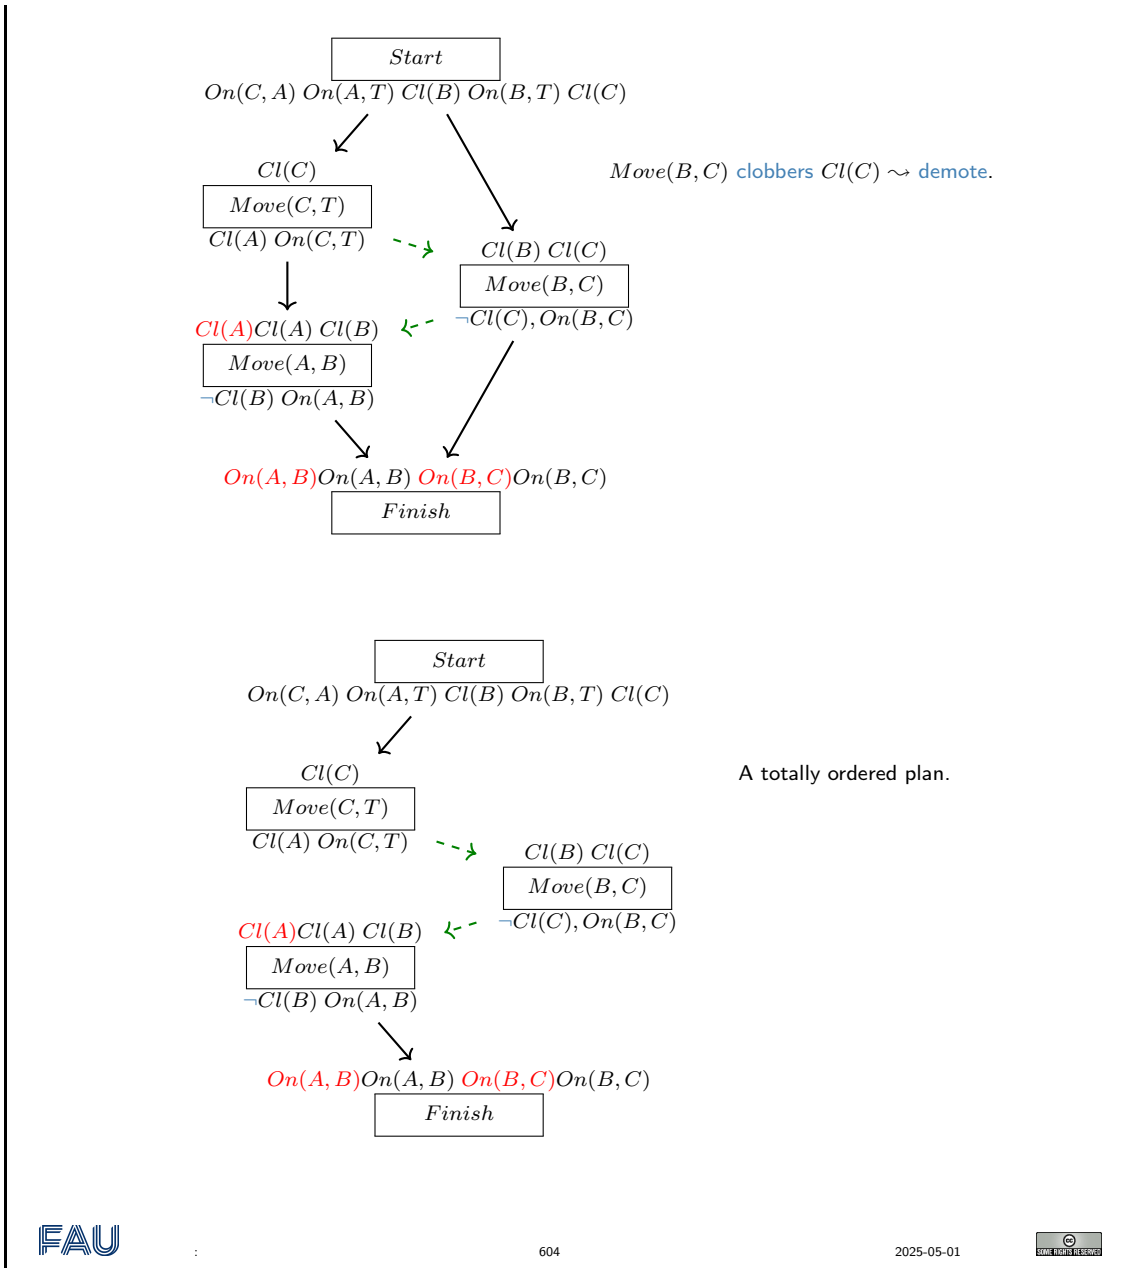 Start
On(C, A) On(A, T) Cl(B) On(B, T) Cl(C)
Cl(C)
Move(B, C) clobbers Cl(C) ⇝ demote.
Move(C, T)
Cl(A) On(C, T)
Cl(B) Cl(C)
Move(B, C)
¬Cl(C), On(B, C)
Cl(A)Cl(A) Cl(B)
Move(A, B)
¬Cl(B) On(A, B)
On(A, B)On(A, B) On(B, C)On(B, C)
Finish
Start
On(C, A) On(A, T) Cl(B) On(B, T) Cl(C)
Cl(C)
A totally ordered plan.
Move(C, T)
Cl(A) On(C, T)
Cl(B) Cl(C)
Move(B, C)
¬Cl(C), On(B, C)
Cl(A)Cl(A) Cl(B)
Move(A, B)
¬Cl(B) On(A, B)
On(A, B)On(A, B) On(B, C)On(B, C)
Finish
FAU : 604 2025-05-01 cc
SOME RIGHTS RESERVED